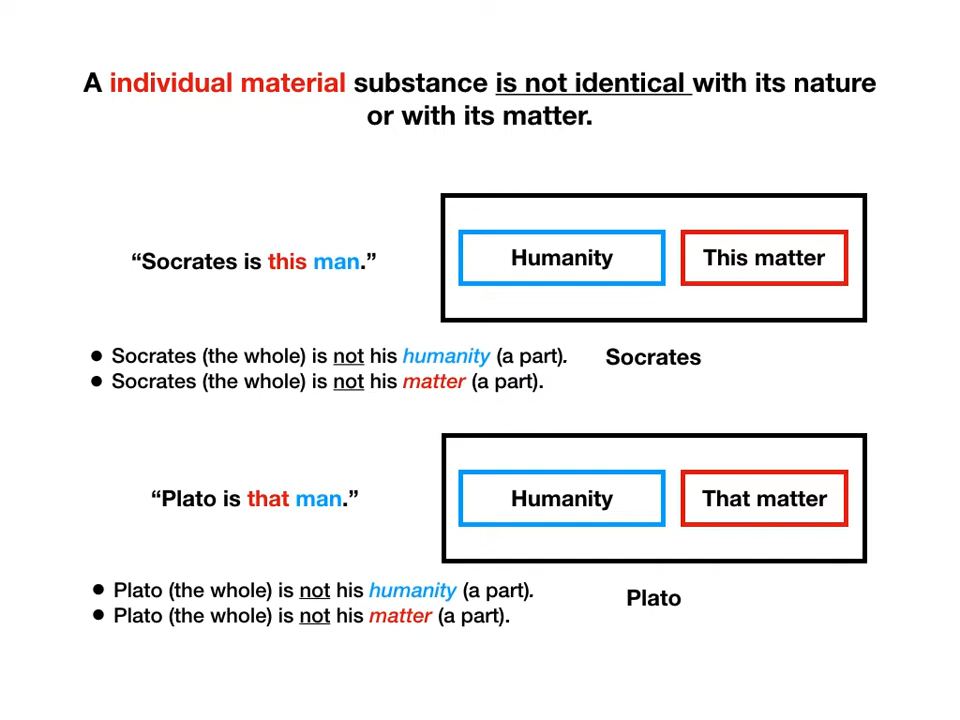 A individual material substance is not identical with its nature
or with its matter.
“Socrates is this man.”
Humanity
This matter
● Socrates (the whole) is not his humanity (a part).
● Socrates (the whole) is not his matter (a part).
Socrates
“Plato is that man.”
Humanity
That matter
● Plato (the whole) is not his humanity (a part).
● Plato (the whole) is not his matter (a part).
Plato